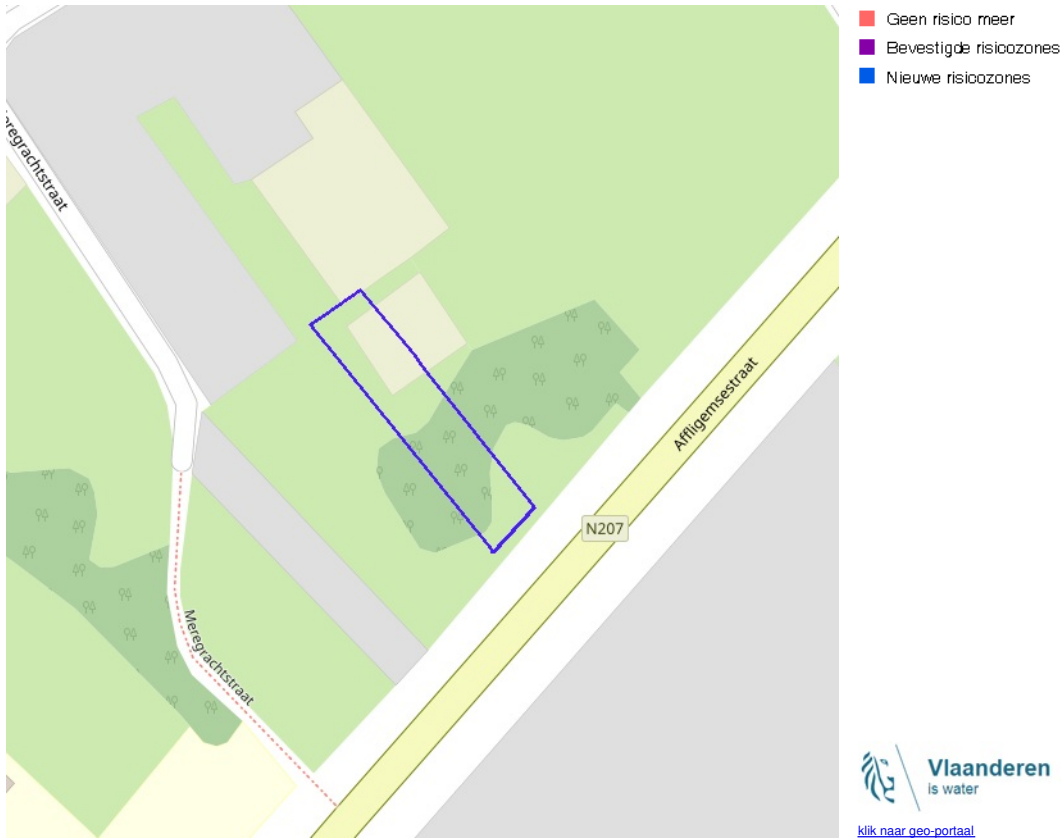 Geen risico meer
Bevestigde risicozones
Nieuwe risicozones
Meregrachtstraat
Affligemsestraat
N207
Meregrachtstraat
Vlaanderen
is water
klik naar geo-portaal